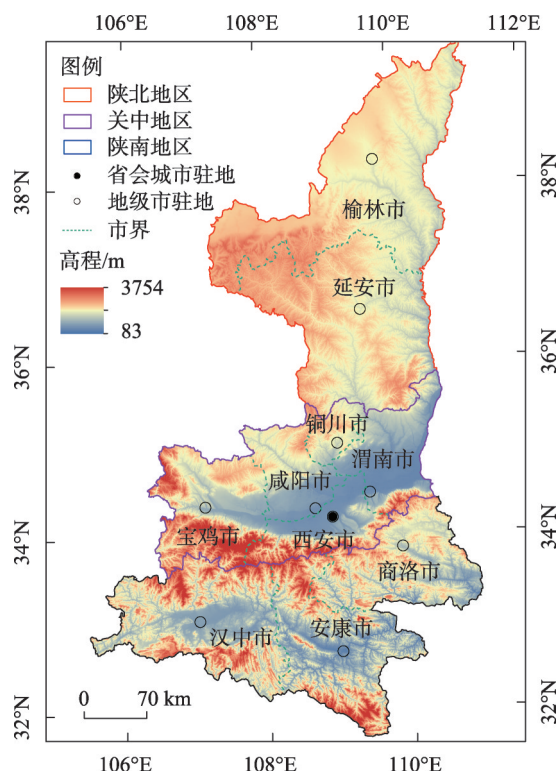 106°E 108°E 110°E 112°E
图例
陕北地区
关中地区
陕南地区
省会城市驻地
地级市驻地
市界
高程/m
3754
83
38°N
38°N
榆林市
延安市
36°N
36°N
铜川市
渭南市
咸阳市
宝鸡市
西安市
34°N
34°N
商洛市
汉中市
安康市
0 70 km
32°N
32°N
106°E 108°E 110°E